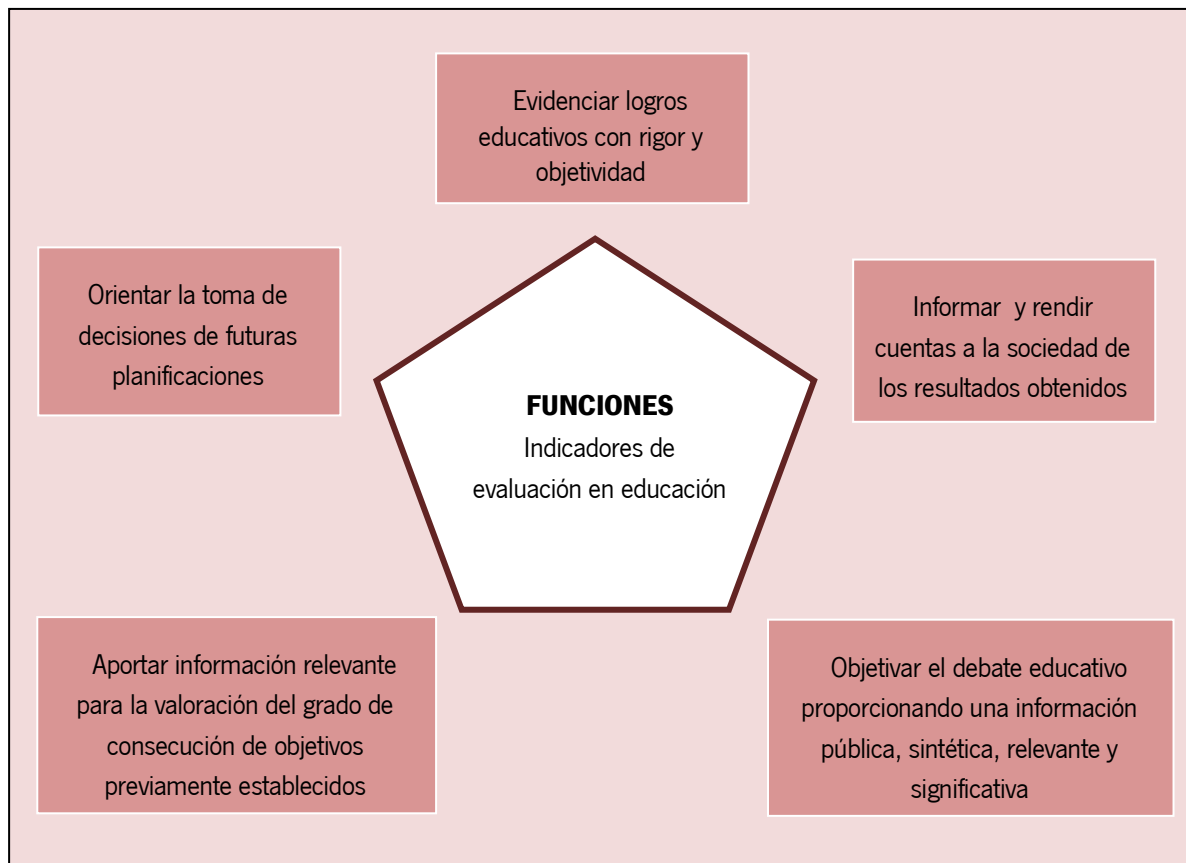 Evidenciar logros
educativos con rigor y
objetividad
Orientar la toma de
decisiones de futuras
planificaciones
Informar y rendir
cuentas a la sociedad de
los resultados obtenidos
FUNCIONES
Indicadores de
evaluación en educación
Aportar información relevante
para la valoración del grado de
consecución de objetivos
previamente establecidos
Objetivar el debate educativo
proporcionando una información
pública, sintética, relevante y
significativa